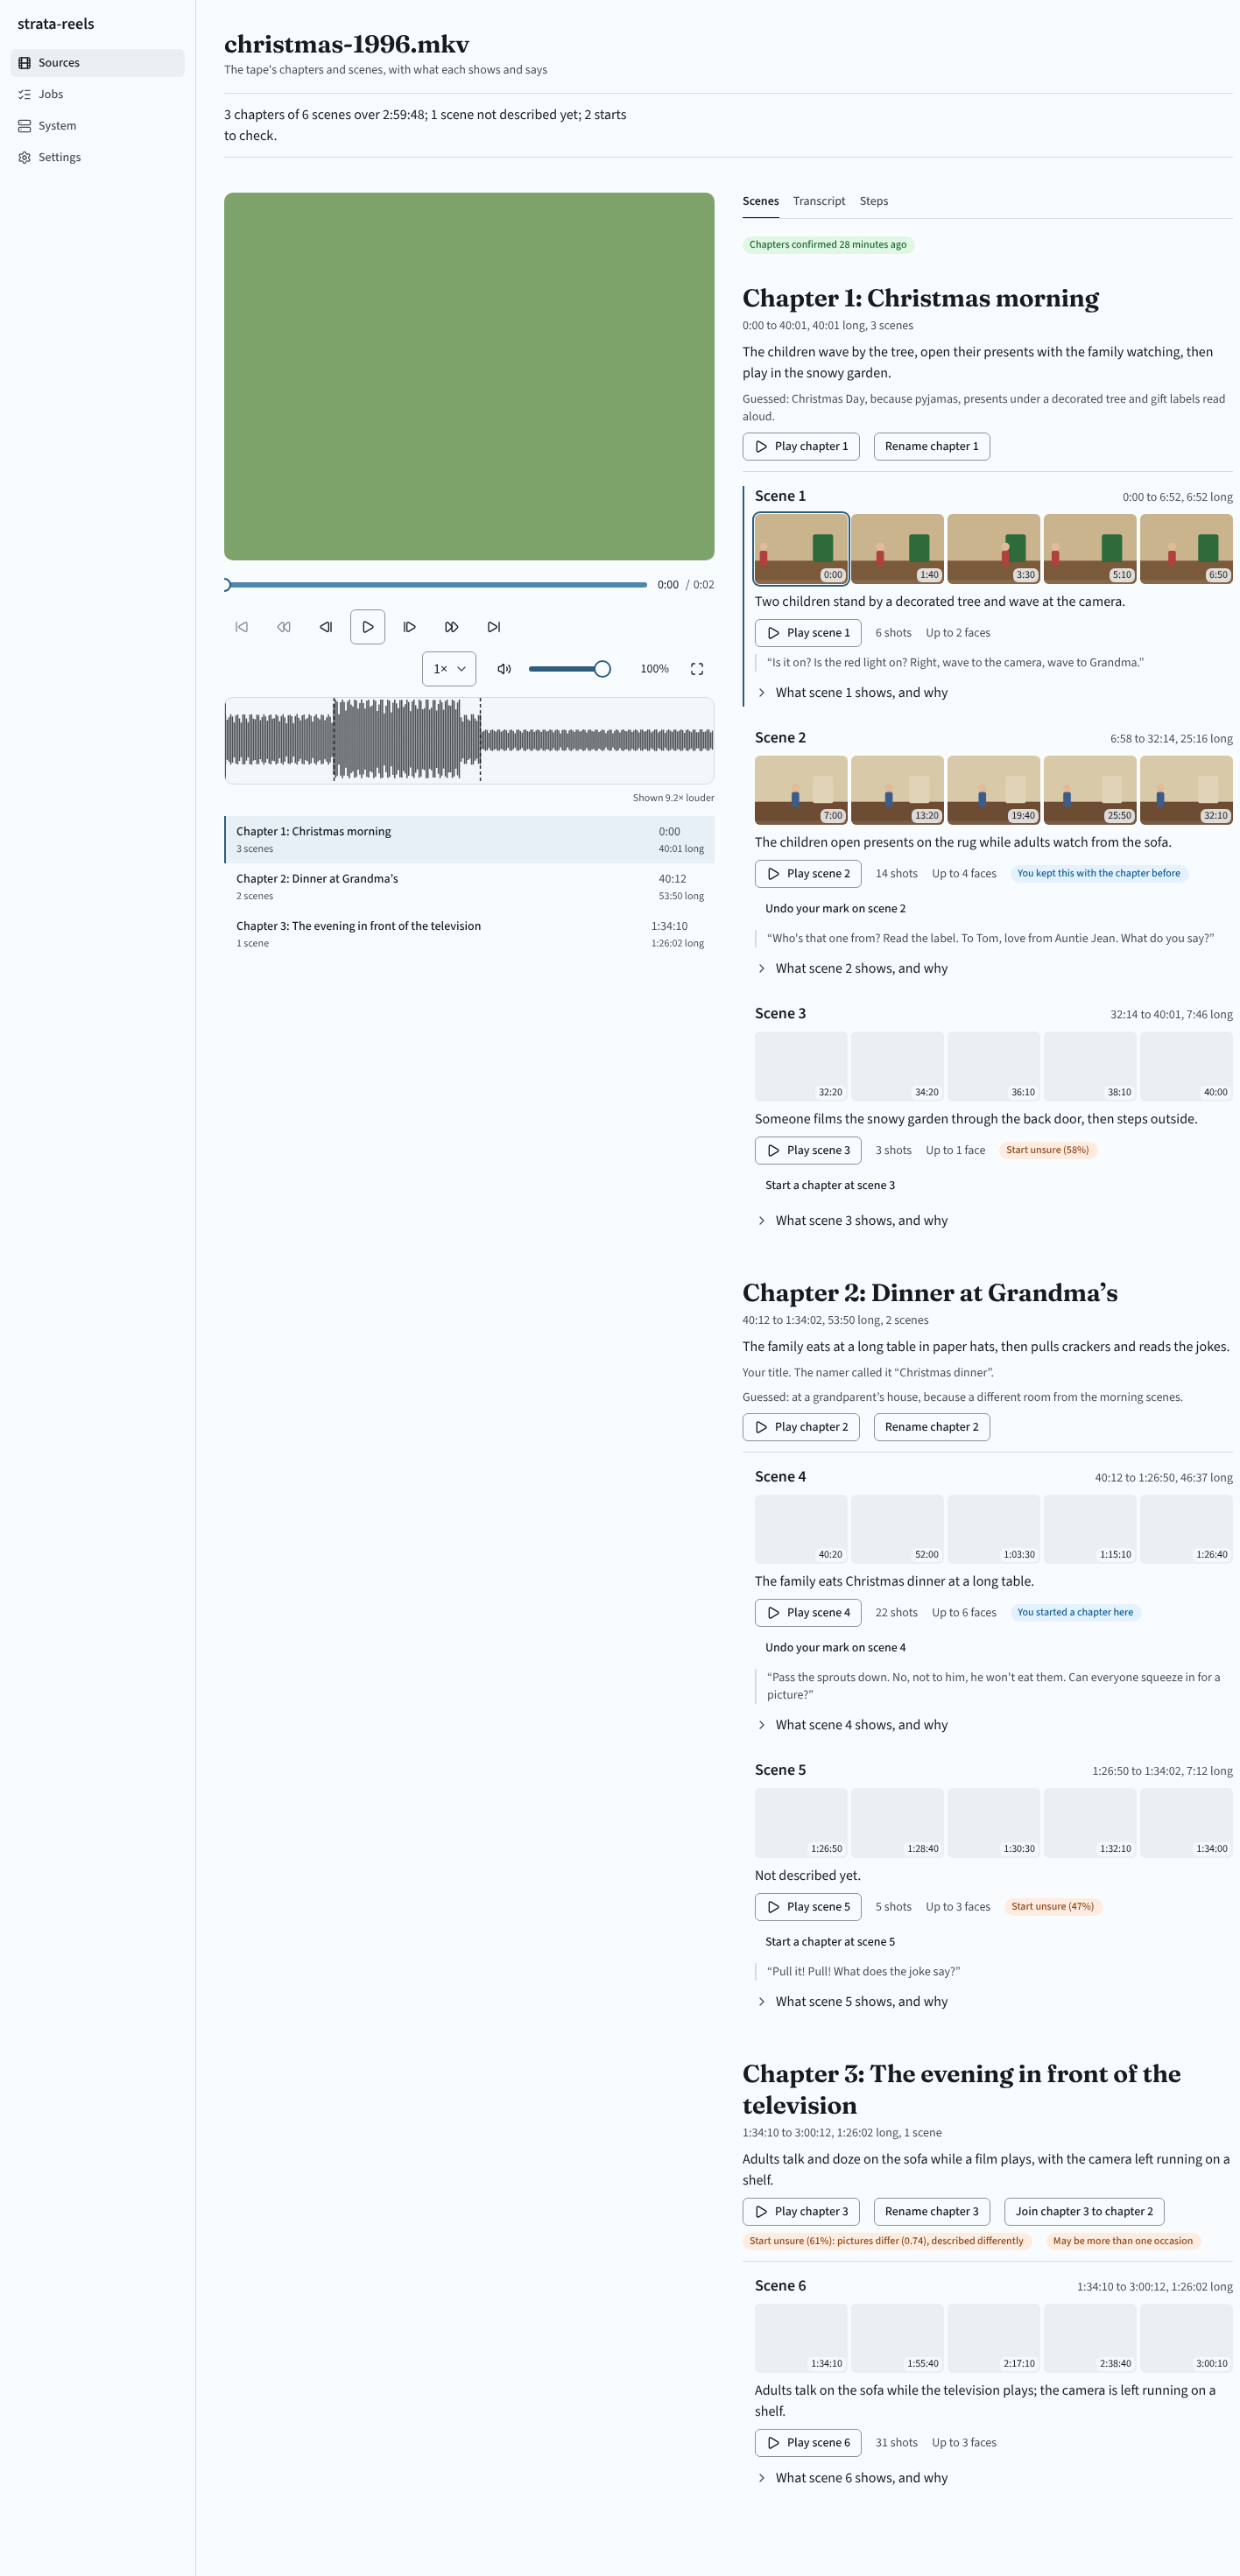 strata-reels
Sources
Jobs
System
Settings
christmas-1996.mkv
The tape's chapters and scenes, with what each shows and says
3 chapters of 6 scenes over 2:59:48; 1 scene not described yet; 2 starts
to check.
0:00 / 0:02
1×
100%
Shown 9.2× louder
Chapter 1: Christmas morning 0:00
3 scenes 40:01 long
Chapter 2: Dinner at Grandma’s 40:12
2 scenes 53:50 long
Chapter 3: The evening in front of the television 1:34:10
1 scene 1:26:02 long
Scenes Transcript Steps
Chapters confirmed 28 minutes ago
Chapter 1: Christmas morning
0:00 to 40:01, 40:01 long, 3 scenes
The children wave by the tree, open their presents with the family watching, then
play in the snowy garden.
Guessed: Christmas Day, because pyjamas, presents under a decorated tree and gift labels read
aloud.
Play chapter 1 Rename chapter 1
Scene 1 0:00 to 6:52, 6:52 long
0:00 1:40 3:30 5:10 6:50
Two children stand by a decorated tree and wave at the camera.
Play scene 1 6 shots Up to 2 faces
“Is it on? Is the red light on? Right, wave to the camera, wave to Grandma.”
What scene 1 shows, and why
Scene 2 6:58 to 32:14, 25:16 long
7:00 13:20 19:40 25:50 32:10
The children open presents on the rug while adults watch from the sofa.
Play scene 2 14 shots Up to 4 faces You kept this with the chapter before
Undo your mark on scene 2
“Who's that one from? Read the label. To Tom, love from Auntie Jean. What do you say?”
What scene 2 shows, and why
Scene 3 32:14 to 40:01, 7:46 long
32:20 34:20 36:10 38:10 40:00
Someone films the snowy garden through the back door, then steps outside.
Play scene 3 3 shots Up to 1 face Start unsure (58%)
Start a chapter at scene 3
What scene 3 shows, and why
Chapter 2: Dinner at Grandma’s
40:12 to 1:34:02, 53:50 long, 2 scenes
The family eats at a long table in paper hats, then pulls crackers and reads the jokes.
Your title. The namer called it “Christmas dinner”.
Guessed: at a grandparent’s house, because a different room from the morning scenes.
Play chapter 2 Rename chapter 2
Scene 4 40:12 to 1:26:50, 46:37 long
40:20 52:00 1:03:30 1:15:10 1:26:40
The family eats Christmas dinner at a long table.
Play scene 4 22 shots Up to 6 faces You started a chapter here
Undo your mark on scene 4
“Pass the sprouts down. No, not to him, he won't eat them. Can everyone squeeze in for a
picture?”
What scene 4 shows, and why
Scene 5 1:26:50 to 1:34:02, 7:12 long
1:26:50 1:28:40 1:30:30 1:32:10 1:34:00
Not described yet.
Play scene 5 5 shots Up to 3 faces Start unsure (47%)
Start a chapter at scene 5
“Pull it! Pull! What does the joke say?”
What scene 5 shows, and why
Chapter 3: The evening in front of the
television
1:34:10 to 3:00:12, 1:26:02 long, 1 scene
Adults talk and doze on the sofa while a film plays, with the camera left running on a
shelf.
Play chapter 3 Rename chapter 3 Join chapter 3 to chapter 2
Start unsure (61%): pictures differ (0.74), described differently May be more than one occasion
Scene 6 1:34:10 to 3:00:12, 1:26:02 long
1:34:10 1:55:40 2:17:10 2:38:40 3:00:10
Adults talk on the sofa while the television plays; the camera is left running on a
shelf.
Play scene 6 31 shots Up to 3 faces
What scene 6 shows, and why